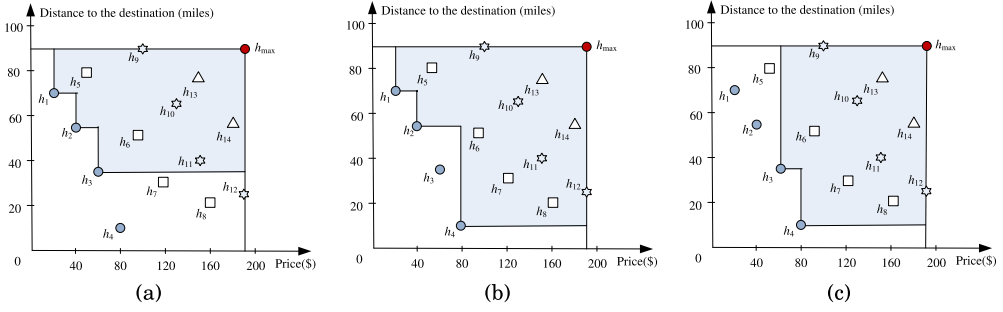 Distance to the destination (miles)
100
80
60
40
20
0
40
80
120
160
200
Price($)
h1
h2
h3
h4
h5
h6
h7
h8
h9
h10
h11
h12
h13
h14
hmax
(a)
Distance to the destination (miles)
100
80
60
40
20
0
40
80
120
160
200
Price($)
h1
h2
h3
h4
h5
h6
h7
h8
h9
h10
h11
h12
h13
h14
hmax
(b)
Distance to the destination (miles)
100
80
60
40
20
0
40
80
120
160
200
Price($)
h1
h2
h3
h4
h5
h6
h7
h8
h9
h10
h11
h12
h13
h14
hmax
(c)